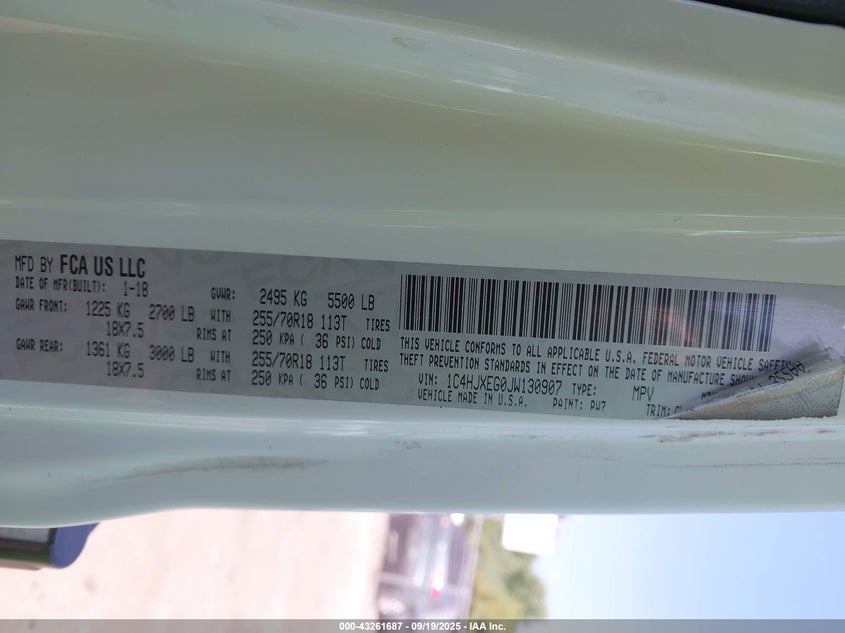 MFD BY FCA US LLC
DATE OF MFR(BUILT): 1-18 GVWR: 2495 KG 5500 LB
GAWR FRONT: 1225 KG 2700 LB WITH 255/70R18 113T TIRES
18X7.5 RIMS AT 250 KPA ( 36 PSI) COLD
GAWR REAR: 1361 KG 3000 LB WITH 255/70R18 113T TIRES
18X7.5 RIMS AT 250 KPA ( 36 PSI) COLD
THIS VEHICLE CONFORMS TO ALL APPLICABLE U.S.A. FEDERAL MOTOR VEHICLE SAFETY
THEFT PREVENTION STANDARDS IN EFFECT ON THE DATE OF MANUFACTURE
VIN: 1C4HJXEG0JW130907 TYPE: MPV
VEHICLE MADE IN U.S.A. PAINT: PW7 TRIM:
000-43261687 - 09/19/2025 - IAA Inc.